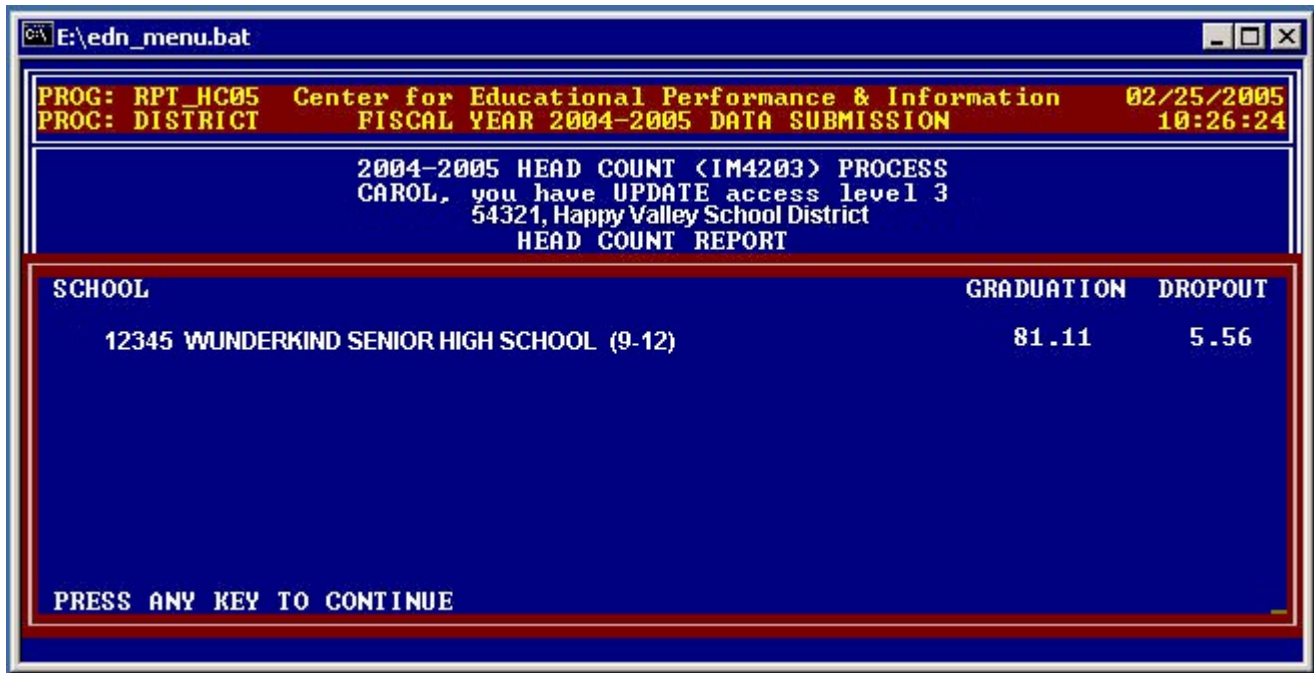 E:\edn_menu.bat
PROG: RPT_HC05 Center for Educational Performance & Information 02/25/2005
PROC: DISTRICT FISCAL YEAR 2004-2005 DATA SUBMISSION 10:26:24
2004-2005 HEAD COUNT (IM4203) PROCESS
CAROL, you have UPDATE access level 3
54321, Happy Valley School District
HEAD COUNT REPORT
SCHOOL GRADUATION DROPOUT
12345 WUNDERKIND SENIOR HIGH SCHOOL (9-12) 81.11 5.56
PRESS ANY KEY TO CONTINUE _